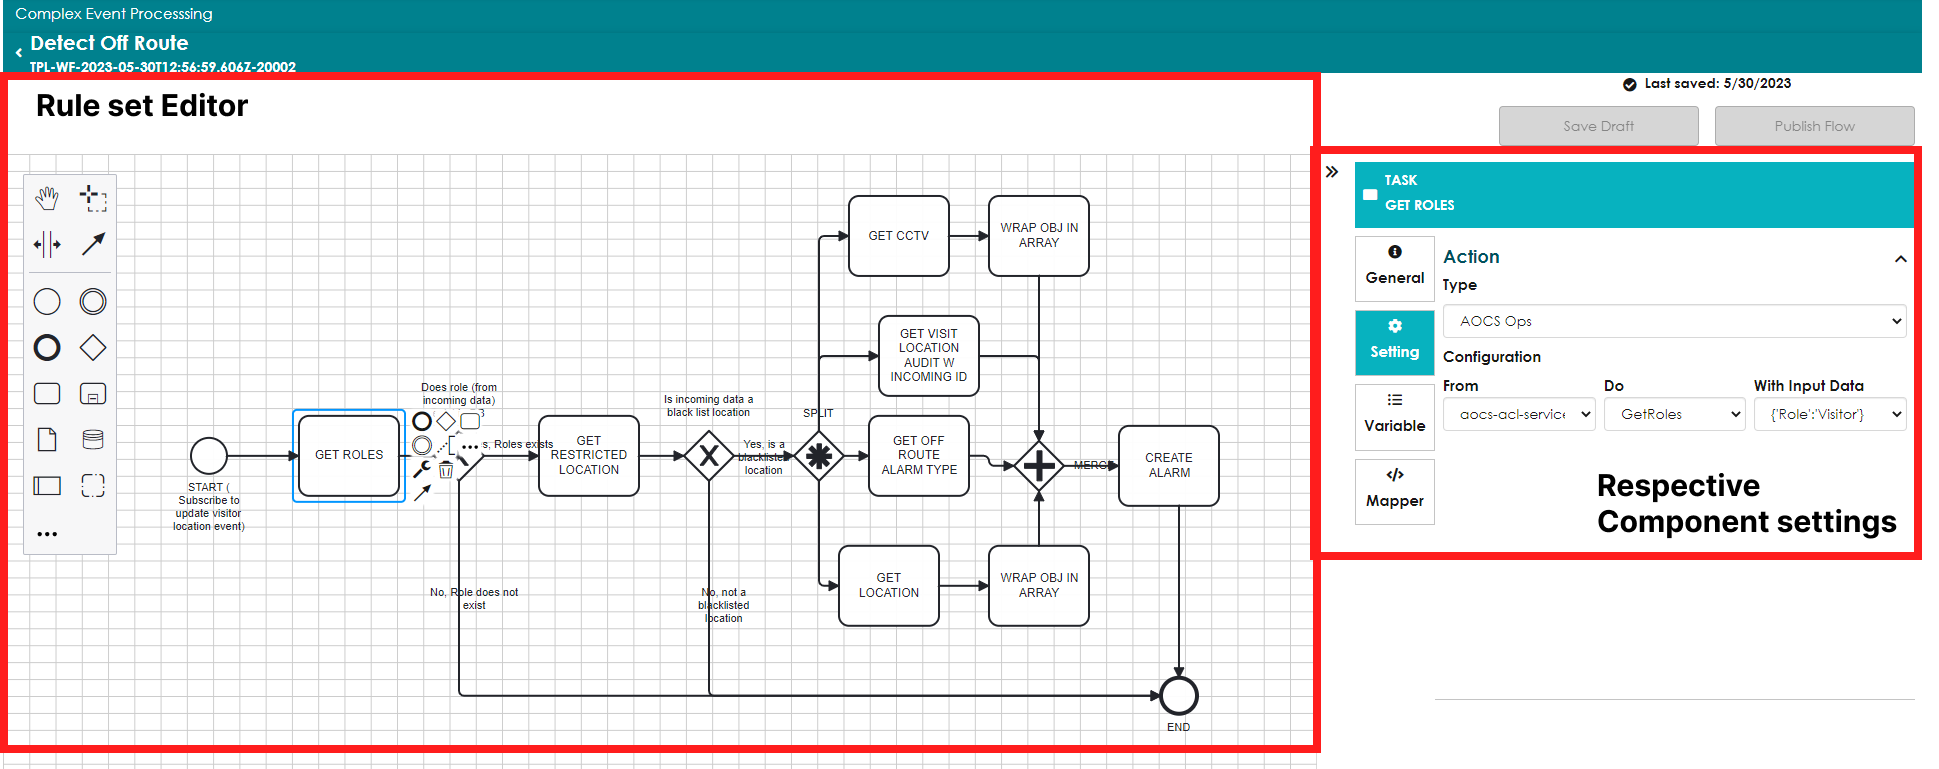 Complex Event Processsing
Detect Off Route
TPL-WF-2023-05-30T12:56:59.606Z-20002
Last saved: 5/30/2023
Rule set Editor
Save Draft
Publish Flow
TASK
GET ROLES
General
Setting
Variable
Mapper
Action
Type
AOCS Ops
Configuration
From
Do
With Input Data
aocs-acl-service
GetRoles
{'Role':'Visitor'}
Respective
Component settings
GET CCTV
WRAP OBJ IN
ARRAY
GET VISIT
LOCATION
AUDIT W
INCOMING ID
Does role (from
incoming data)
Is incoming data a
black list location
SPLIT
GET ROLES
s, Roles exists
GET
RESTRICTED
LOCATION
Yes, is a
blacklisted
location
GET OFF
ROUTE
ALARM TYPE
MERGE
CREATE
ALARM
START (
Subscribe to
update visitor
location event)
No, Role does not
exist
No, not a
blacklisted
location
GET
LOCATION
WRAP OBJ IN
ARRAY
END